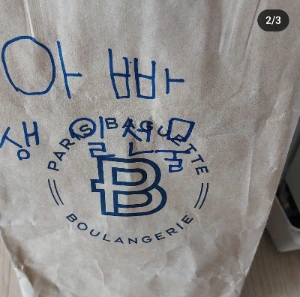 2/3
아빠
생일선물
PARIS BAGUETTE
B
BOULANGERIE